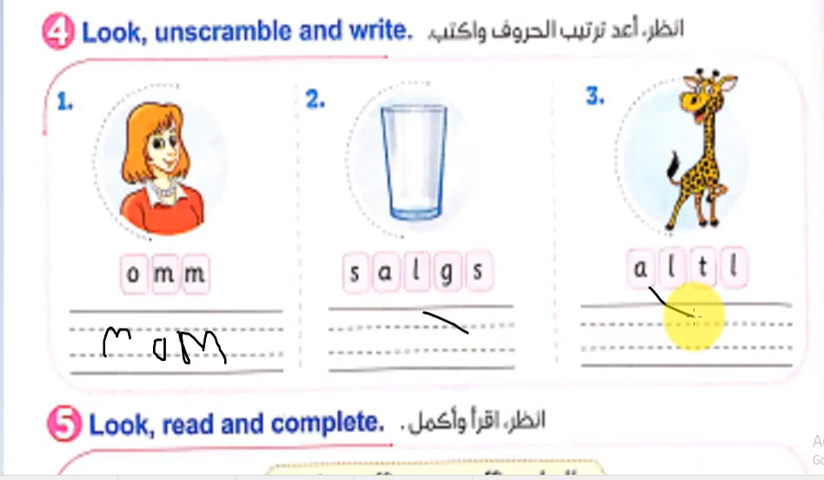 4 Look, unscramble and write. انظر، أعد ترتيب الحروف واكتب.
1.
2.
3.
o m m
s a l g s
a l t l
mom
5 Look, read and complete. انظر، اقرأ وأكمل.